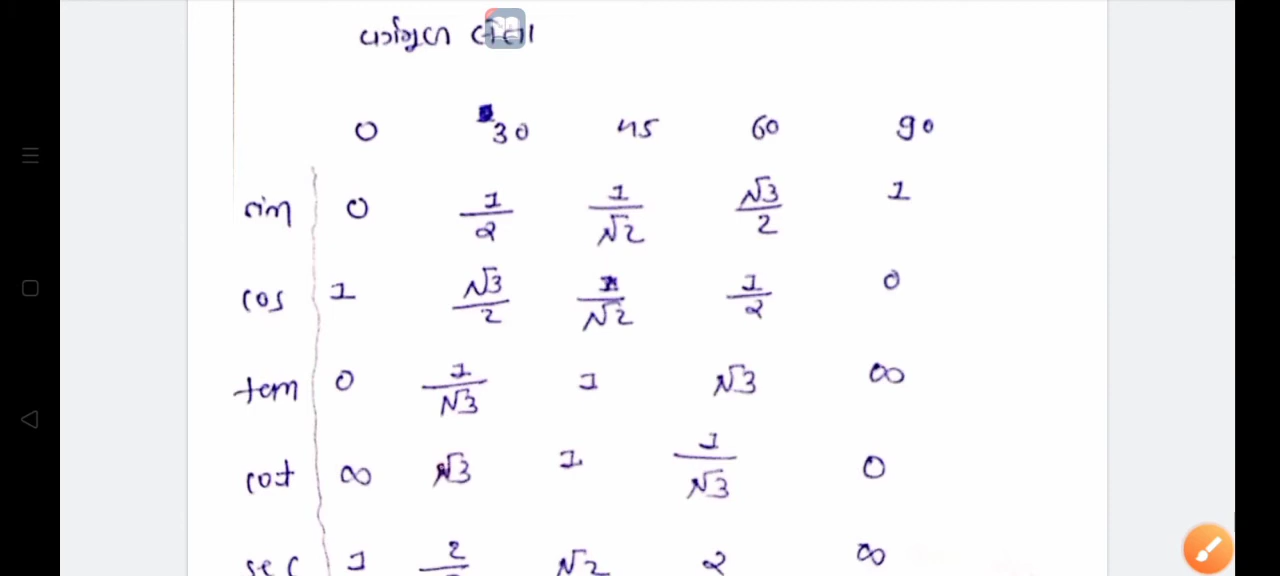 0 30 45 60 90
sin 0 1/2 1/√2 √3/2 1
cos 1 √3/2 1/√2 1/2 0
tan 0 1/√3 1 √3 ∞
cot ∞ √3 1 1/√3 0
sec 1 √2 2 ∞